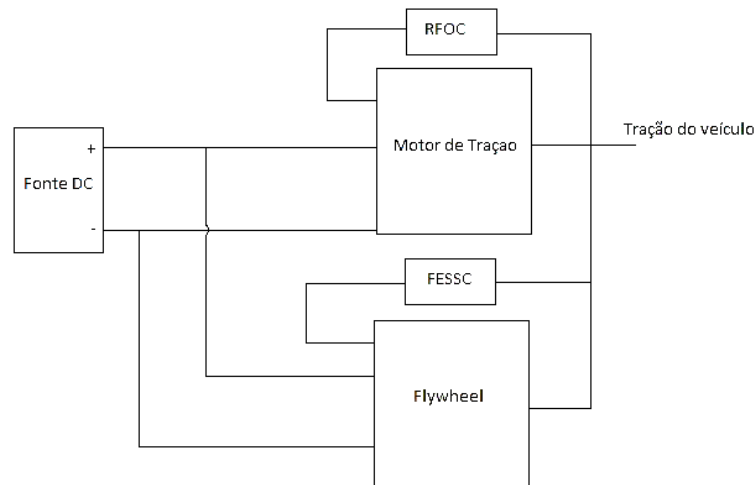 RFOC
Tração do veículo
Motor de Traçao
+
Fonte DC
-
FESSC
Flywheel